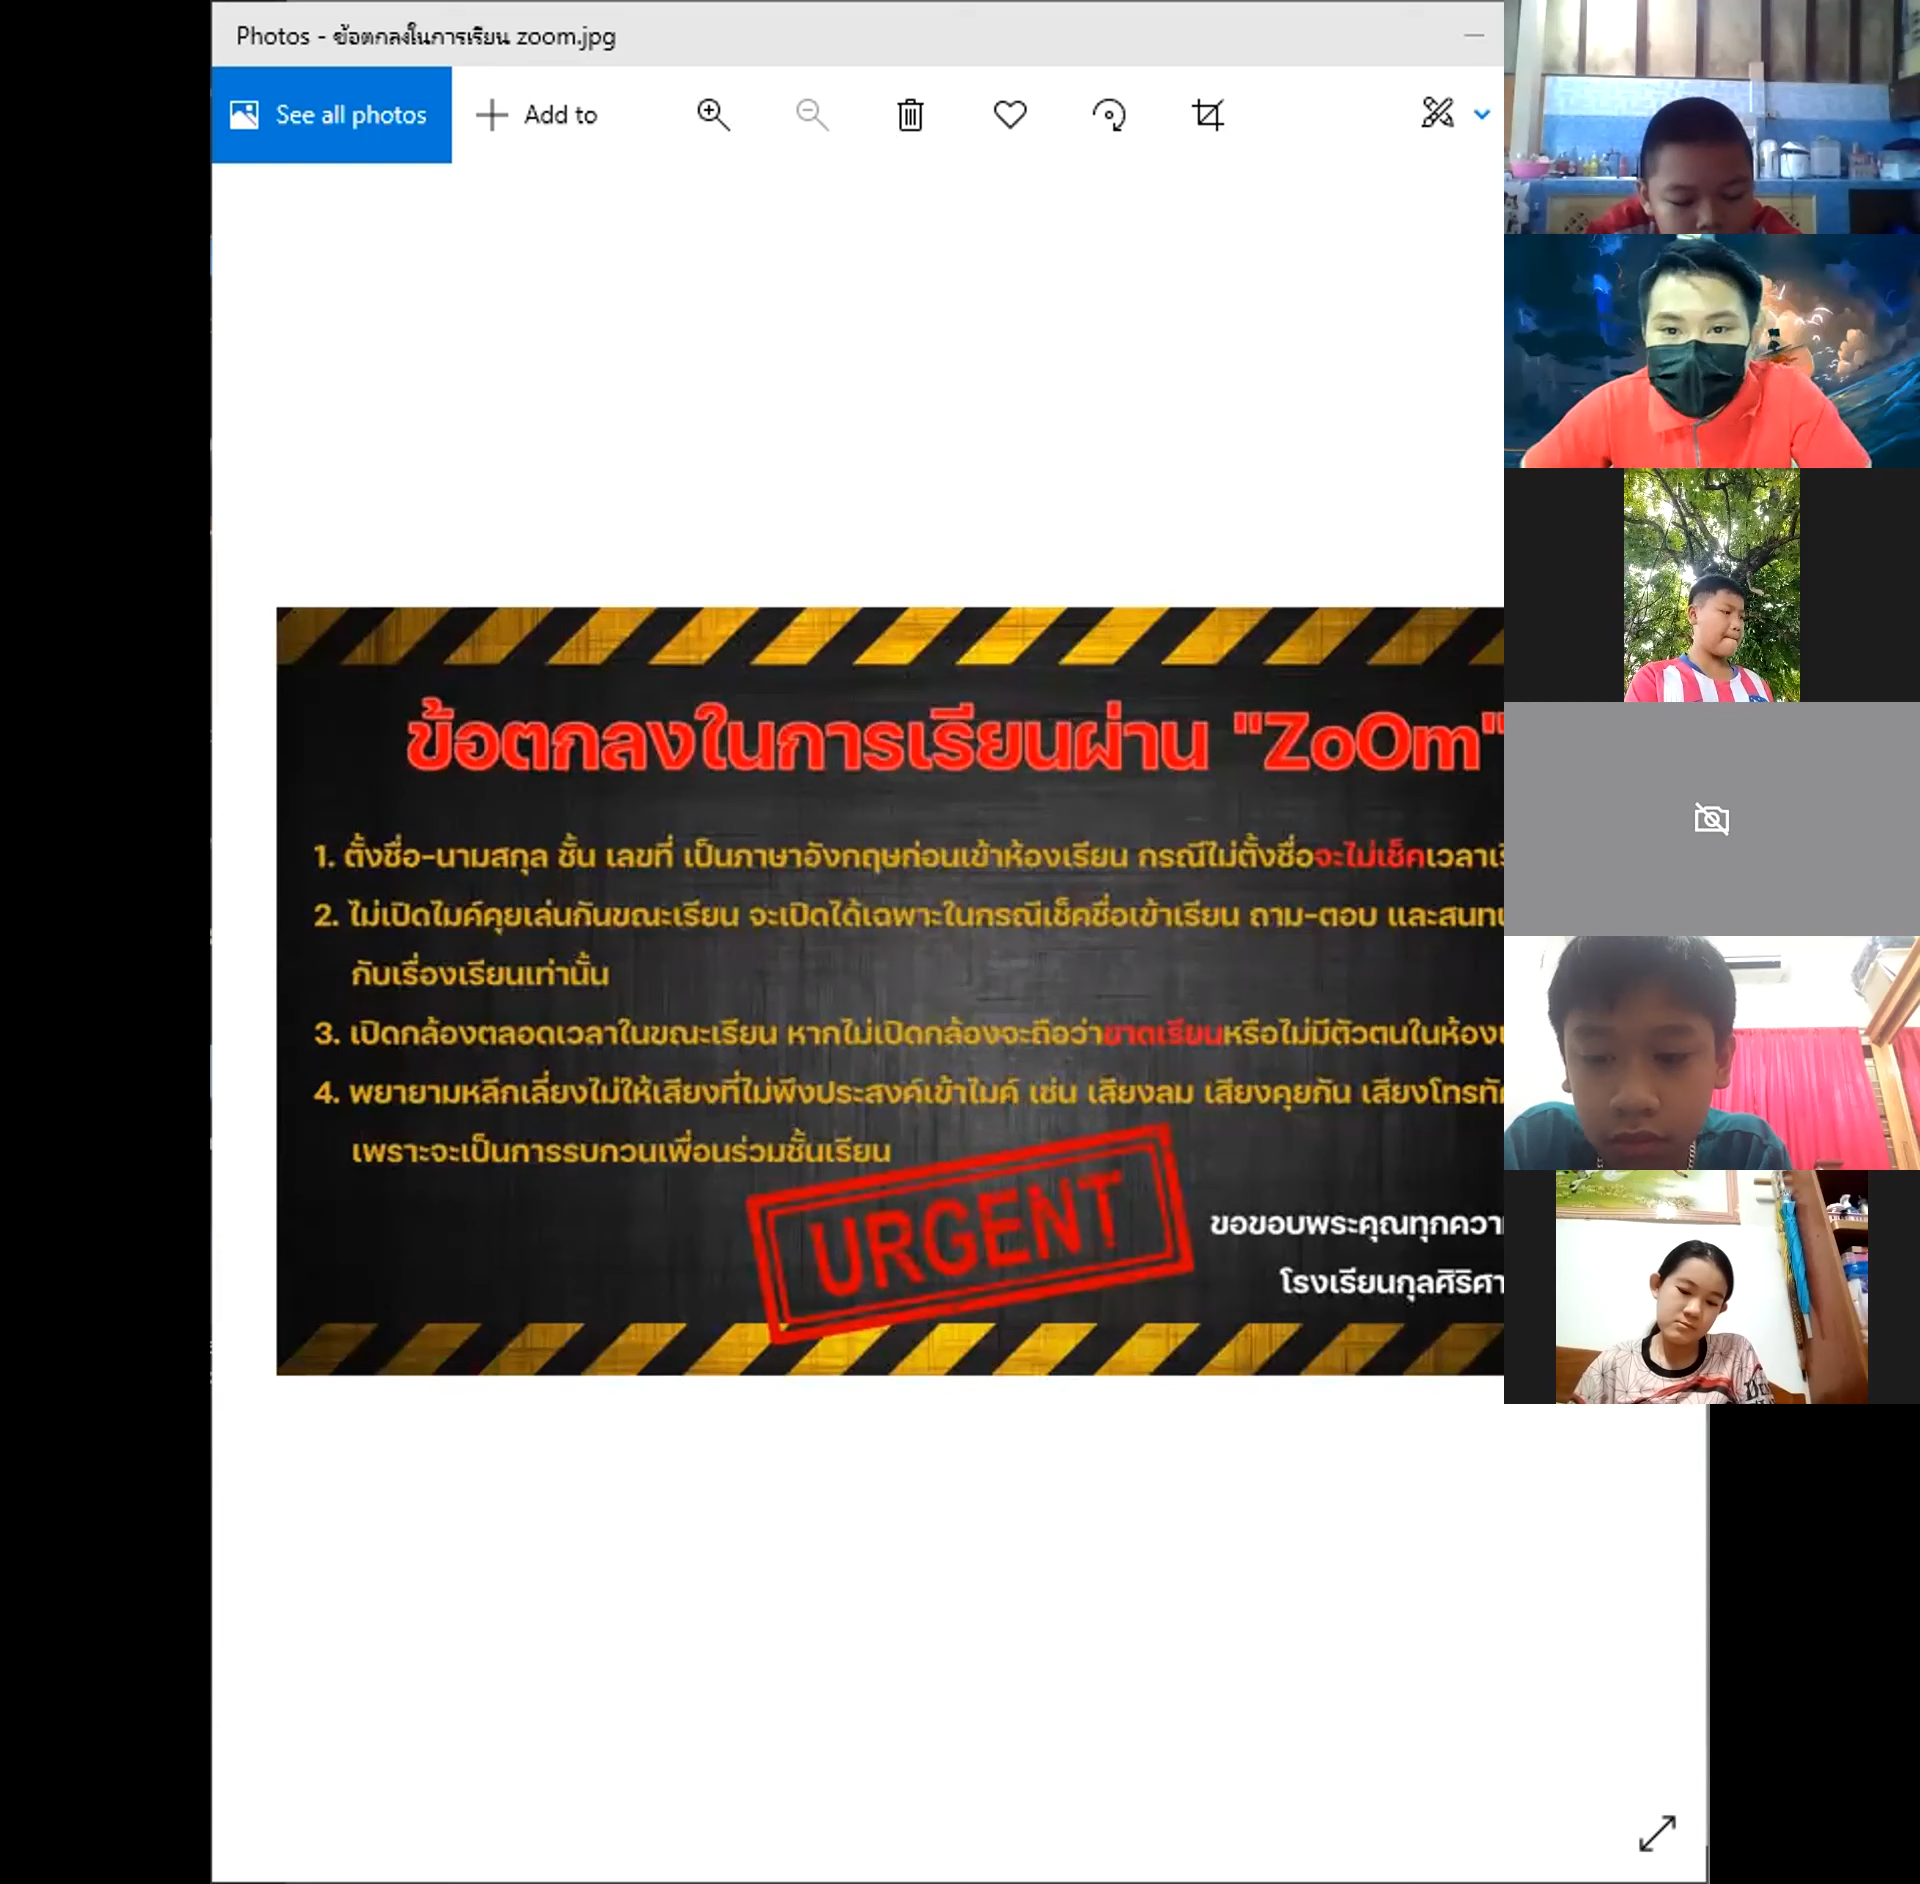 Photos - ข้อตกลงในการเรียน zoom.jpg
See all photos
Add to
ข้อตกลงในการเรียนผ่าน "ZoOm"
1. ตั้งชื่อ-นามสกุล ชั้น เลขที่ เป็นภาษาอังกฤษก่อนเข้าห้องเรียน กรณีไม่ตั้งชื่อจะไม่เช็คเวลาเ
2. ไม่เปิดไมค์คุยเล่นกันขณะเรียน จะเปิดได้เฉพาะในกรณีเช็คชื่อเข้าเรียน ถาม-ตอบ และสนท
กับเรื่องเรียนเท่านั้น
3. เปิดกล้องตลอดเวลาในขณะเรียน หากไม่เปิดกล้องจะถือว่าขาดเรียนหรือไม่มีตัวตนในห้อง
4. พยายามหลีกเลี่ยงไม่ให้เสียงที่ไม่พึงประสงค์เข้าไมค์ เช่น เสียงลม เสียงคุยกัน เสียงโทรทั
เพราะจะเป็นการรบกวนเพื่อนร่วมชั้นเรียน
URGENT
ขอขอบพระคุณทุกควา
โรงเรียนกุลศิริศา